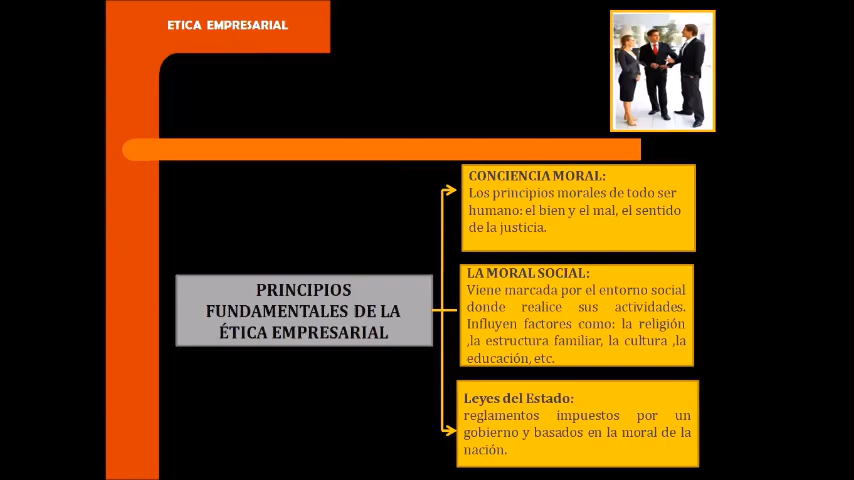 ETICA EMPRESARIAL
CONCIENCIA MORAL:
Los principios morales de todo ser
humano: el bien y el mal, el sentido
de la justicia.
PRINCIPIOS
FUNDAMENTALES DE LA
ÉTICA EMPRESARIAL
LA MORAL SOCIAL:
Viene marcada por el entorno social
donde realice sus actividades.
Influyen factores como: la religión
,la estructura familiar, la cultura ,la
educación, etc.
Leyes del Estado:
reglamentos impuestos por un
gobierno y basados en la moral de la
nación.